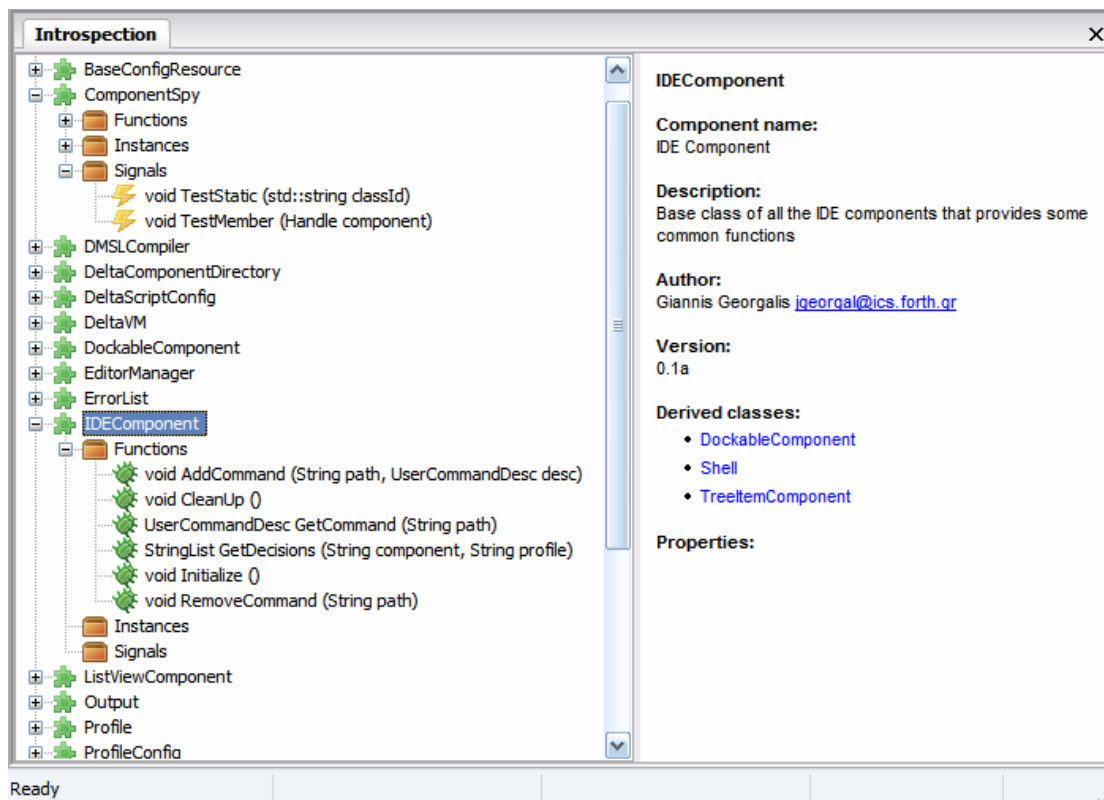 Introspection
BaseConfigResource
ComponentSpy
Functions
Instances
Signals
void TestStatic (std::string classId)
void TestMember (Handle component)
DMSLCompiler
DeltaComponentDirectory
DeltaScriptConfig
DeltaVM
DockableComponent
EditorManager
ErrorList
IDEComponent
Functions
void AddCommand (String path, UserCommandDesc desc)
void CleanUp ()
UserCommandDesc GetCommand (String path)
StringList GetDecisions (String component, String profile)
void Initialize ()
void RemoveCommand (String path)
Instances
Signals
ListViewComponent
Output
Profile
ProfileConfig
IDEComponent
Component name:
IDE Component
Description:
Base class of all the IDE components that provides some
common functions
Author:
Giannis Georgalis jgeorgal@ics.forth.gr
Version:
0.1a
Derived classes:
DockableComponent
Shell
TreeItemComponent
Properties:
Ready